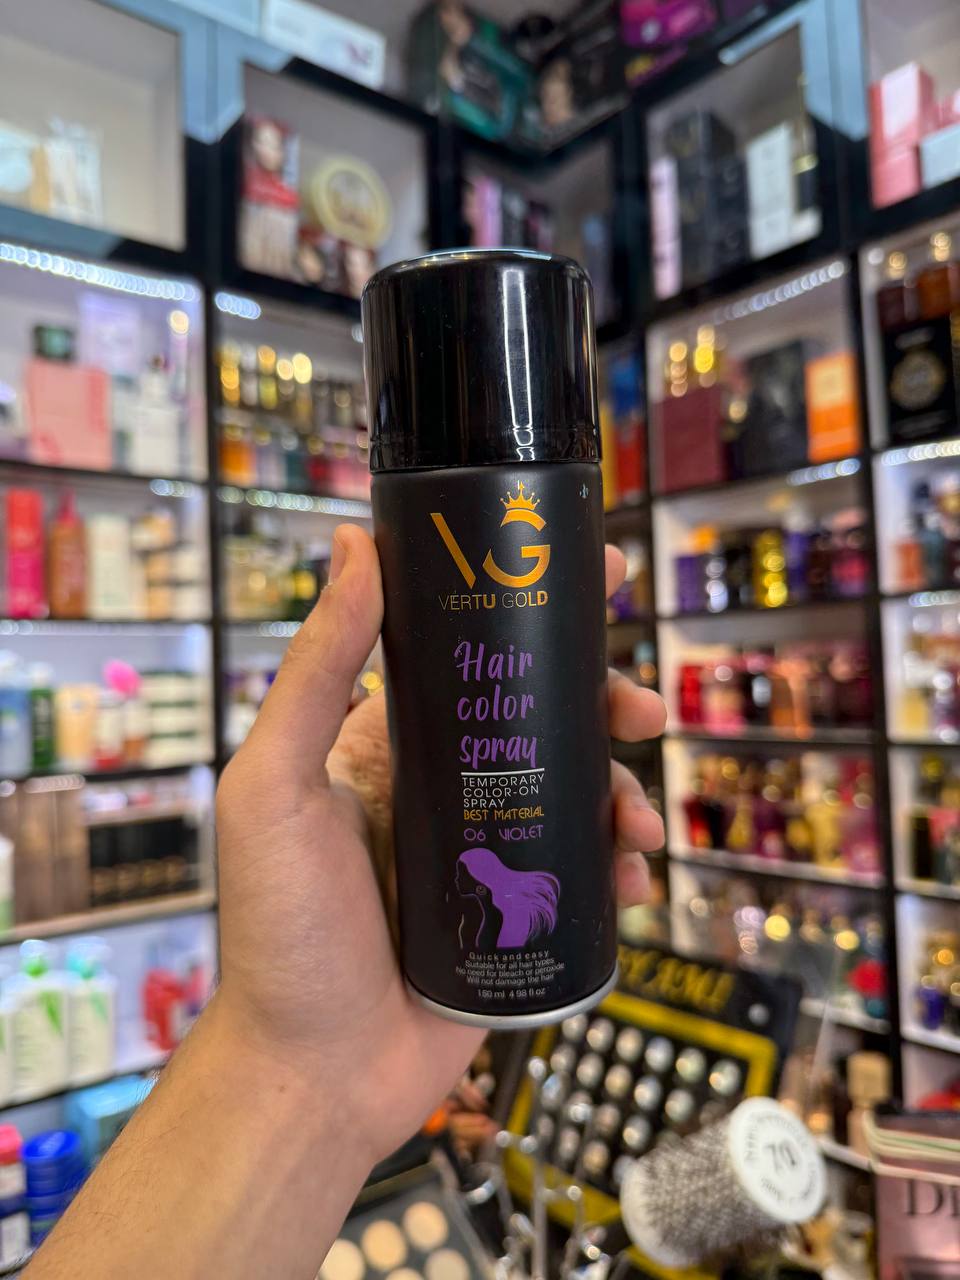 VG
VERTU GOLD
Hair
color
spray
TEMPORARY
COLOR-ON
SPRAY
BEST MATERIAL
06 VIOLET
Quick and easy
Suitable for all hair types
No need for bleach or peroxide
Will not damage the hair
150 ml 4 98 fl oz
70